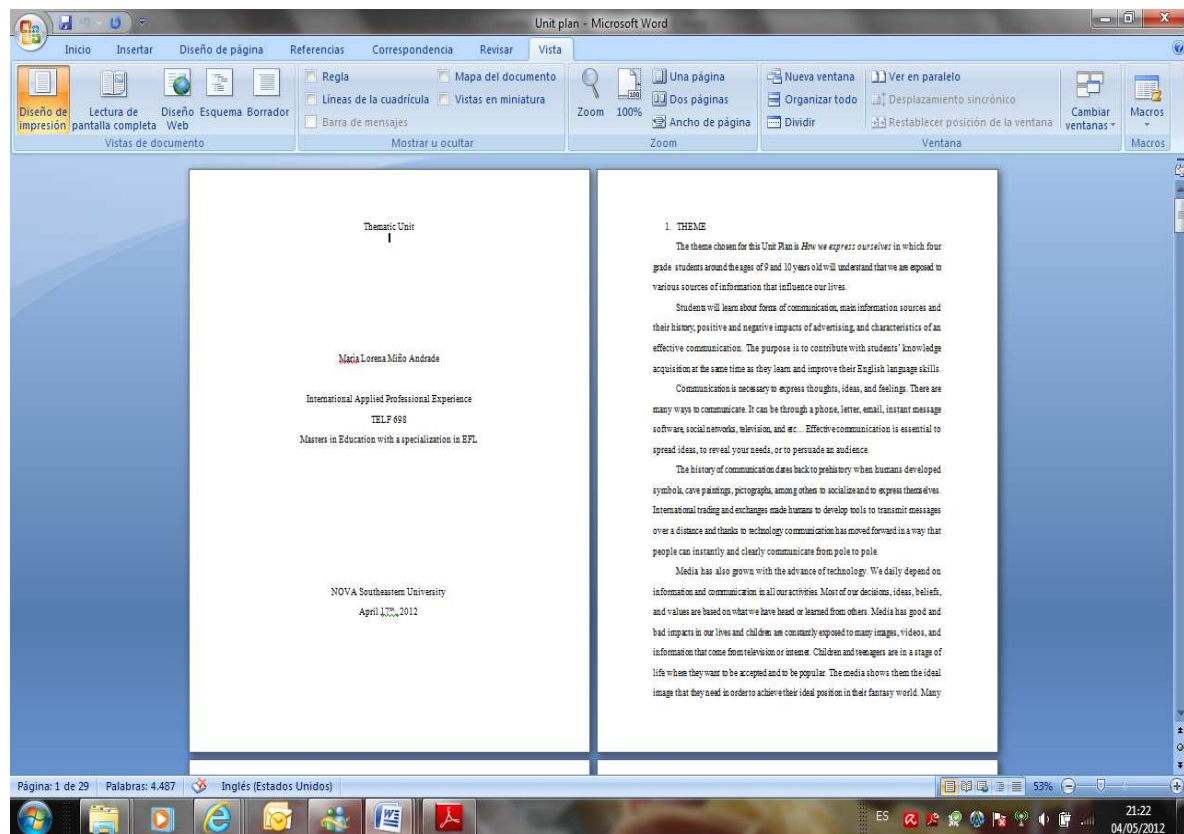 Unit plan - Microsoft Word
Inicio Insertar Diseño de página Referencias Correspondencia Revisar Vista
Diseño de impresión
Lectura de pantalla completa
Diseño Web
Esquema
Borrador
Vistas de documento
Regla
Líneas de la cuadrícula
Barra de mensajes
Mapa del documento
Vistas en miniatura
Mostrar u ocultar
Zoom
100%
Una página
Dos páginas
Ancho de página
Zoom
Nueva ventana
Organizar todo
Dividir
Ver en paralelo
Desplazamiento sincrónico
Restablecer posición de la ventana
Cambiar ventanas
Ventana
Macros
Macros
Thematic Unit
Maria Lorena Miño Andrade
International Applied Professional Experience
TELF 698
Masters in Education with a specialization in EFL
NOVA Southeastern University
April 17th, 2012
1. THEME
The theme chosen for this Unit Plan is How we express ourselves in which four
grade students around the ages of 9 and 10 years old will understand that we are exposed to
various sources of information that influence our lives.
Students will learn about forms of communication, main information sources and
their history, positive and negative impacts of advertising, and characteristics of an
effective communication. The purpose is to contribute with students' knowledge
acquisition at the same time as they learn and improve their English language skills.
Communication is necessary to express thoughts, ideas, and feelings. There are
many ways to communicate. It can be through a phone, letter, email, instant message
software, social networks, television, and etc... Effective communication is essential to
spread ideas, to reveal your needs, or to persuade an audience.
The history of communication dates back to prehistory when humans developed
symbols, cave paintings, pictographs, among others to socialize and to express themselves.
International trading and exchanges made humans to develop tools to transmit messages
over a distance and thanks to technology communication has moved forward in a way that
people can instantly and clearly communicate from pole to pole.
Media has also grown with the advance of technology. We daily depend on
information and communication in all our activities. Most of our decisions, ideas, beliefs,
and values are based on what we have heard or learned from others. Media has good and
bad impacts in our lives and children are constantly exposed to many images, videos, and
information that come from television or internet. Children and teenagers are in a stage of
life where they want to be accepted and to be popular. The media shows them the ideal
image that they need in order to achieve their ideal position in their fantasy world. Many
Página: 1 de 29 Palabras: 4.487 Inglés (Estados Unidos) 53%
ES 21:22
04/05/2012